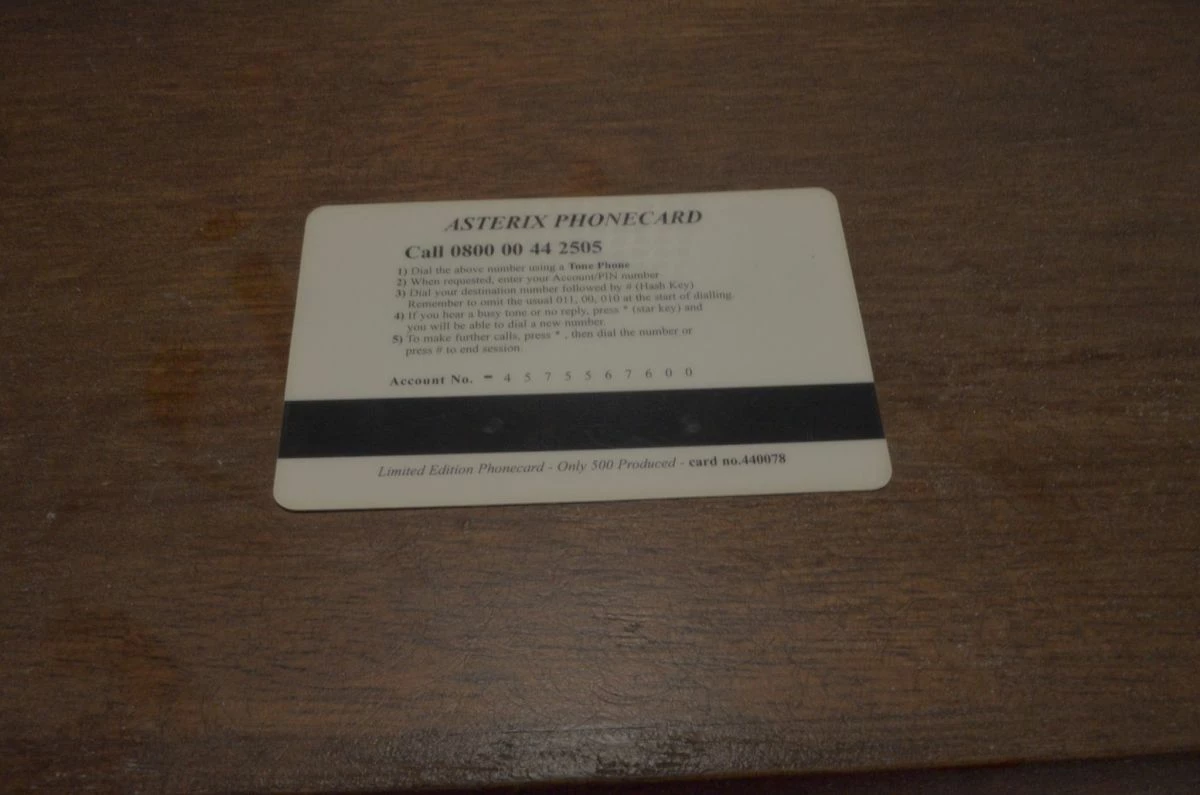 ASTERIX PHONECARD
Call 0800 00 44 2505
1) Dial the above number using a Tone Phone
2) When requested, enter your Account/PIN number
3) Dial your destination number followed by # (Hash Key)
Remember to omit the usual 011, 00, 010 at the start of dialling.
4) If you hear a busy tone or no reply, press * (star key) and
you will be able to dial a new number.
5) To make further calls, press * , then dial the number or
press # to end session.
Account No. - 4 5 7 5 5 6 7 6 0 0
Limited Edition Phonecard - Only 500 Produced - card no.440078